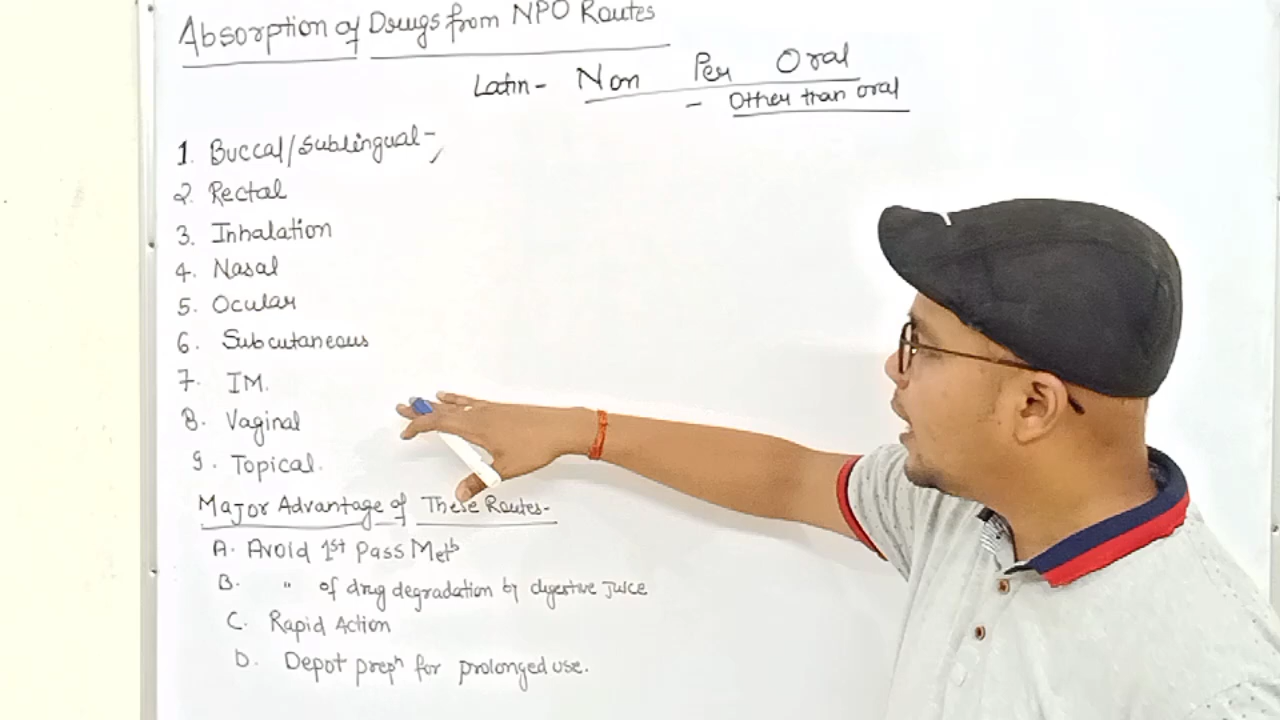 Absorption of Drugs from NPO Routes
Latin- Non Per Oral
- Other than oral
1. Buccal/Sublingual-,
2. Rectal
3. Inhalation
4. Nasal
5. Ocular
6. Subcutaneous
7. IM.
8. Vaginal
9. Topical.
Major Advantage of These Routes-
A. Avoid 1st Pass Metb
B. " of drug degradation by digestive Juice
C. Rapid Action
D. Depot preph for prolonged use.